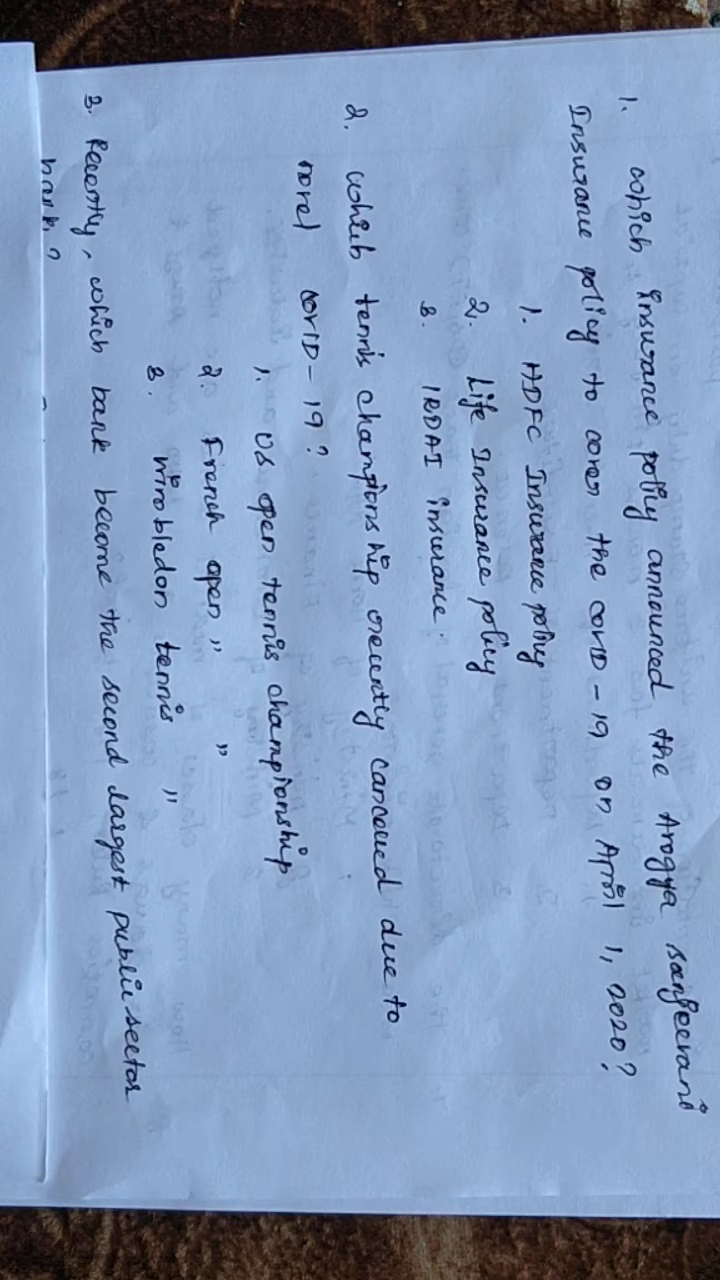 1. which insurance policy announced the Arogya sanjeevani
Insurance policy to cover the covID-19 on April 1, 2020?
1. HDFC Insurance policy
2. Life Insurance policy
3. IRDAI insurance.
2. which tennis championship recently canceued due to
novel covID-19?
1. US open tennis championship
2. French open " "
3. Wimbledon tennis "
3. Recently, which bank become the second largest public sector
bank?